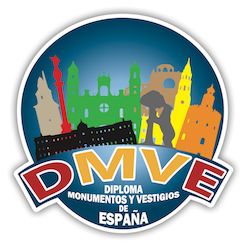 DMVE
DIPLOMA
MONUMENTOS Y VESTIGIOS
DE
ESPAÑA